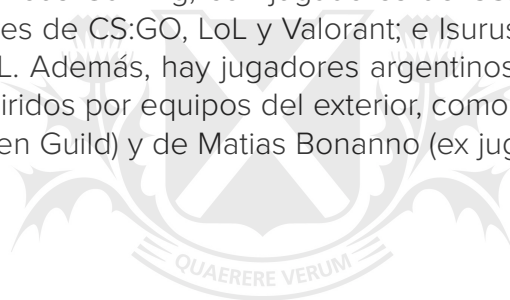 es de CS:GO, LoL y Valorant; e Isurus
L. Además, hay jugadores argentinos
iridos por equipos del exterior, como
en Guild) y de Matias Bonanno (ex jug
QUAERERE VERUM